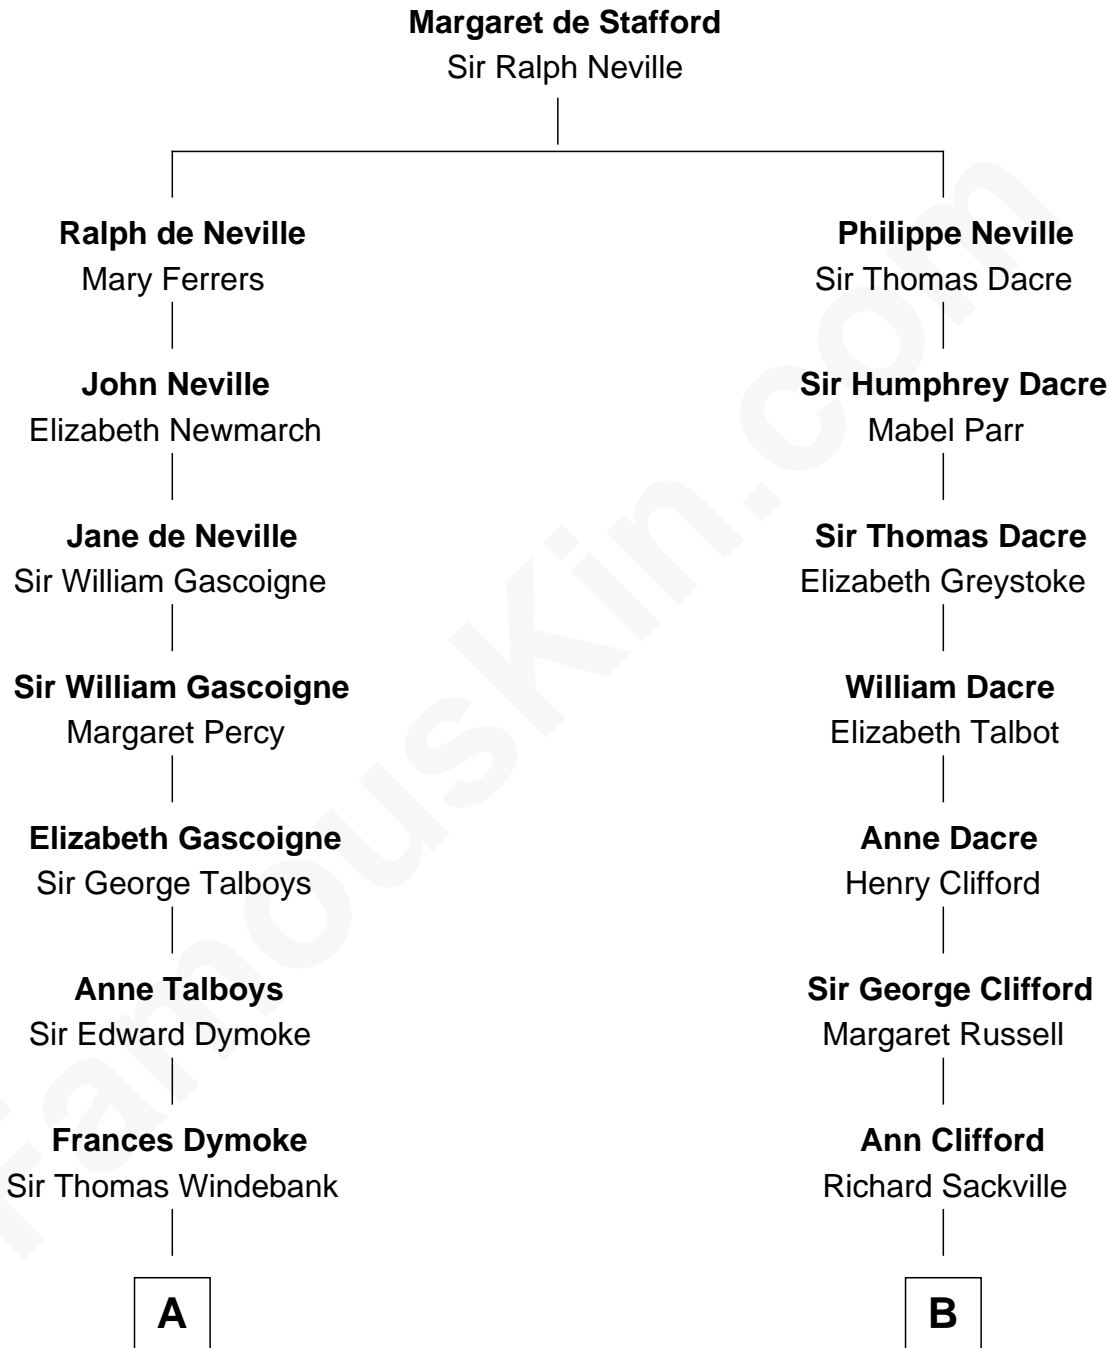 Margaret de Stafford
Sir Ralph Neville
Ralph de Neville
Mary Ferrers
John Neville
Elizabeth Newmarch
Jane de Neville
Sir William Gascoigne
Sir William Gascoigne
Margaret Percy
Elizabeth Gascoigne
Sir George Talboys
Anne Talboys
Sir Edward Dymoke
Frances Dymoke
Sir Thomas Windebank
A
Philippe Neville
Sir Thomas Dacre
Sir Humphrey Dacre
Mabel Parr
Sir Thomas Dacre
Elizabeth Greystoke
William Dacre
Elizabeth Talbot
Anne Dacre
Henry Clifford
Sir George Clifford
Margaret Russell
Ann Clifford
Richard Sackville
B
FamousKin.com